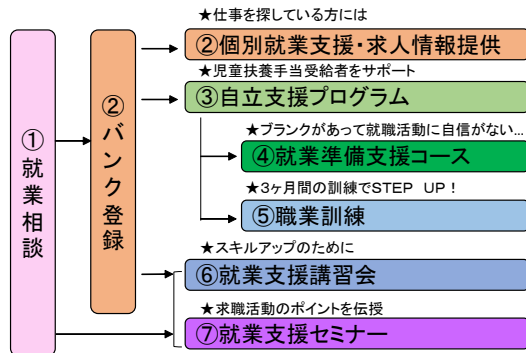 ①就業相談
②バンク登録
★仕事を探している方には
②個別就業支援・求人情報提供
★児童扶養手当受給者をサポート
③自立支援プログラム
★ブランクがあって就職活動に自信がない…
④就業準備支援コース
★3ヶ月間の訓練でSTEP UP！
⑤職業訓練
★スキルアップのために
⑥就業支援講習会
★求職活動のポイントを伝授
⑦就業支援セミナー